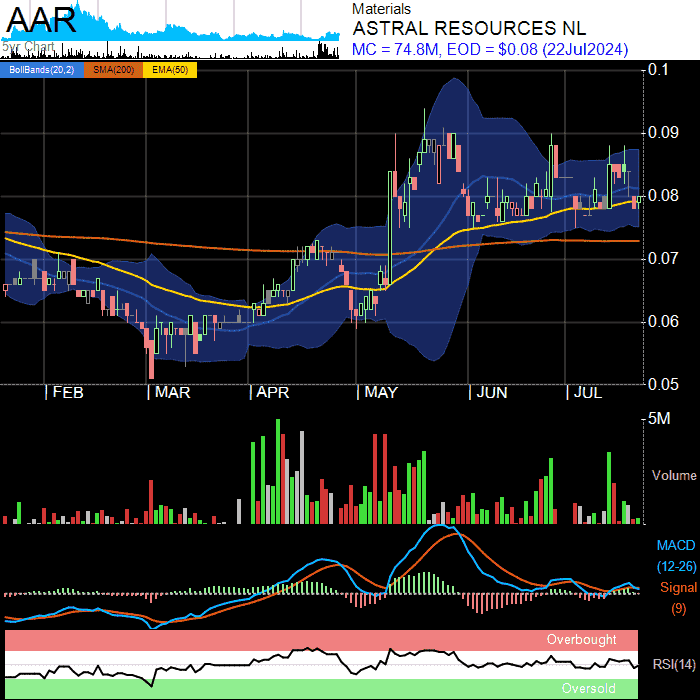 AAR
5yr Chart
Materials
ASTRAL RESOURCES NL
MC = 74.8M, EOD = $0.08 (22Jul2024)
BollBands(20,2) SMA(200) EMA(50)
0.1
0.09
0.08
0.07
0.06
0.05
FEB MAR APR MAY JUN JUL
5M
Volume
MACD
(12-26)
Signal
(9)
Overbought
RSI(14)
Oversold